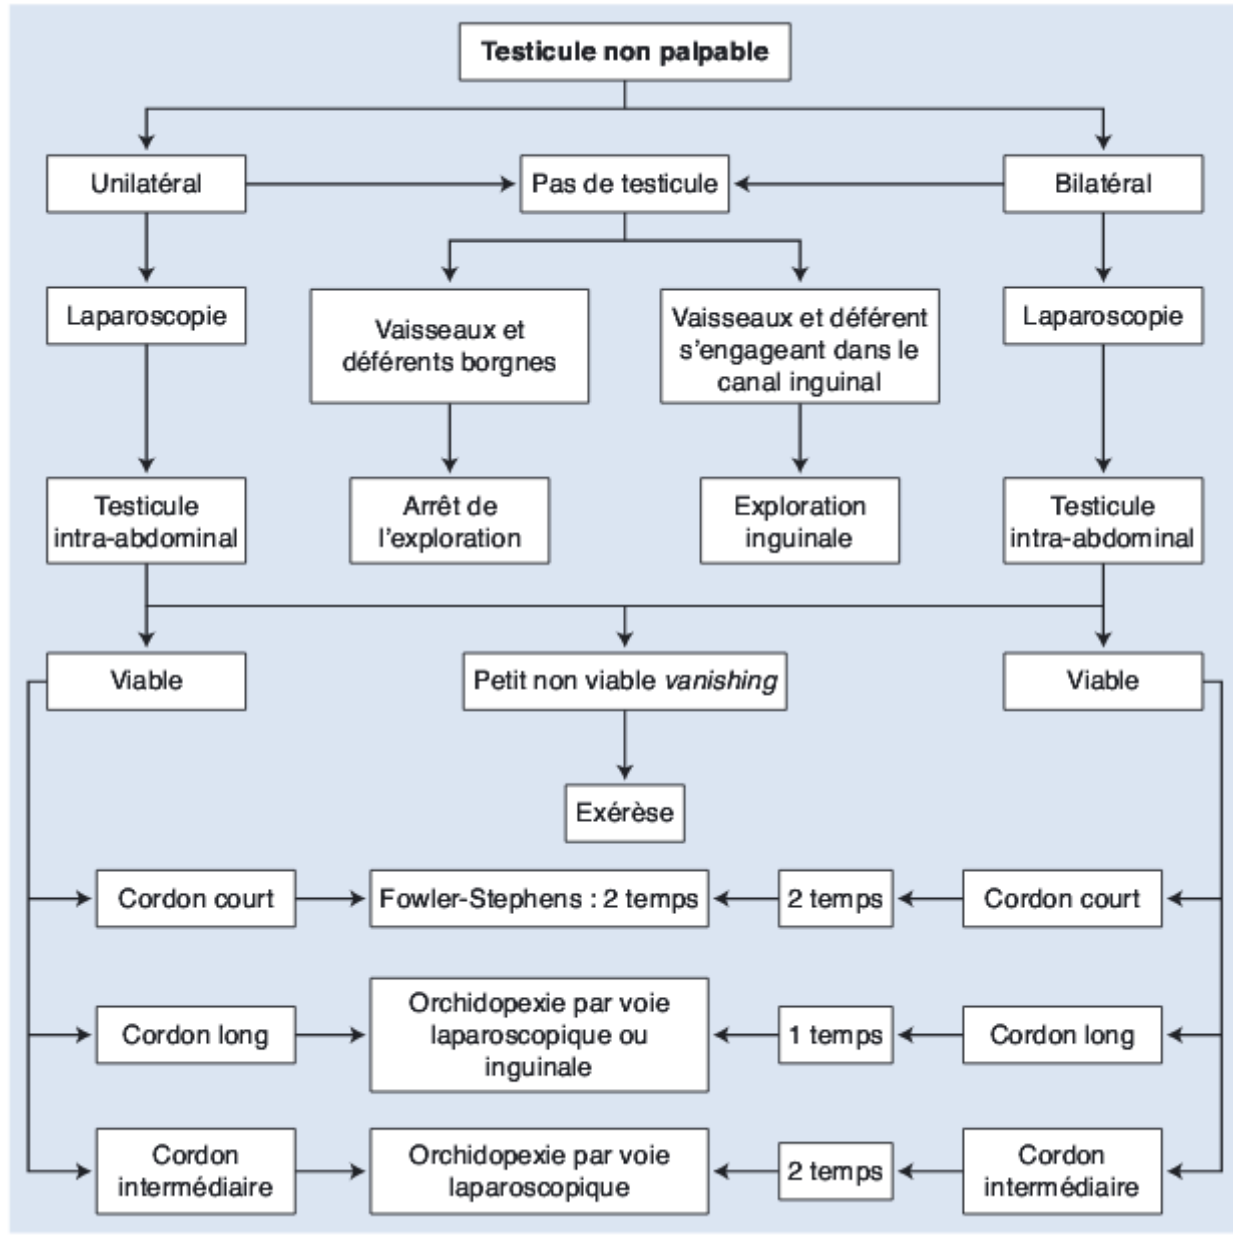 Testicule non palpable
Unilatéral
Pas de testicule
Bilatéral
Laparoscopie
Vaisseaux et
déférents borgnes
Vaisseaux et déférent
s'engageant dans le
canal inguinal
Laparoscopie
Testicule
intra-abdominal
Arrêt de
l'exploration
Exploration
inguinale
Testicule
intra-abdominal
Viable
Petit non viable vanishing
Viable
Exérèse
Cordon court
Fowler-Stephens : 2 temps
2 temps
Cordon court
Cordon long
Orchidopexie par voie
laparoscopique ou
inguinale
1 temps
Cordon long
Cordon
intermédiaire
Orchidopexie par voie
laparoscopique
2 temps
Cordon
intermédiaire